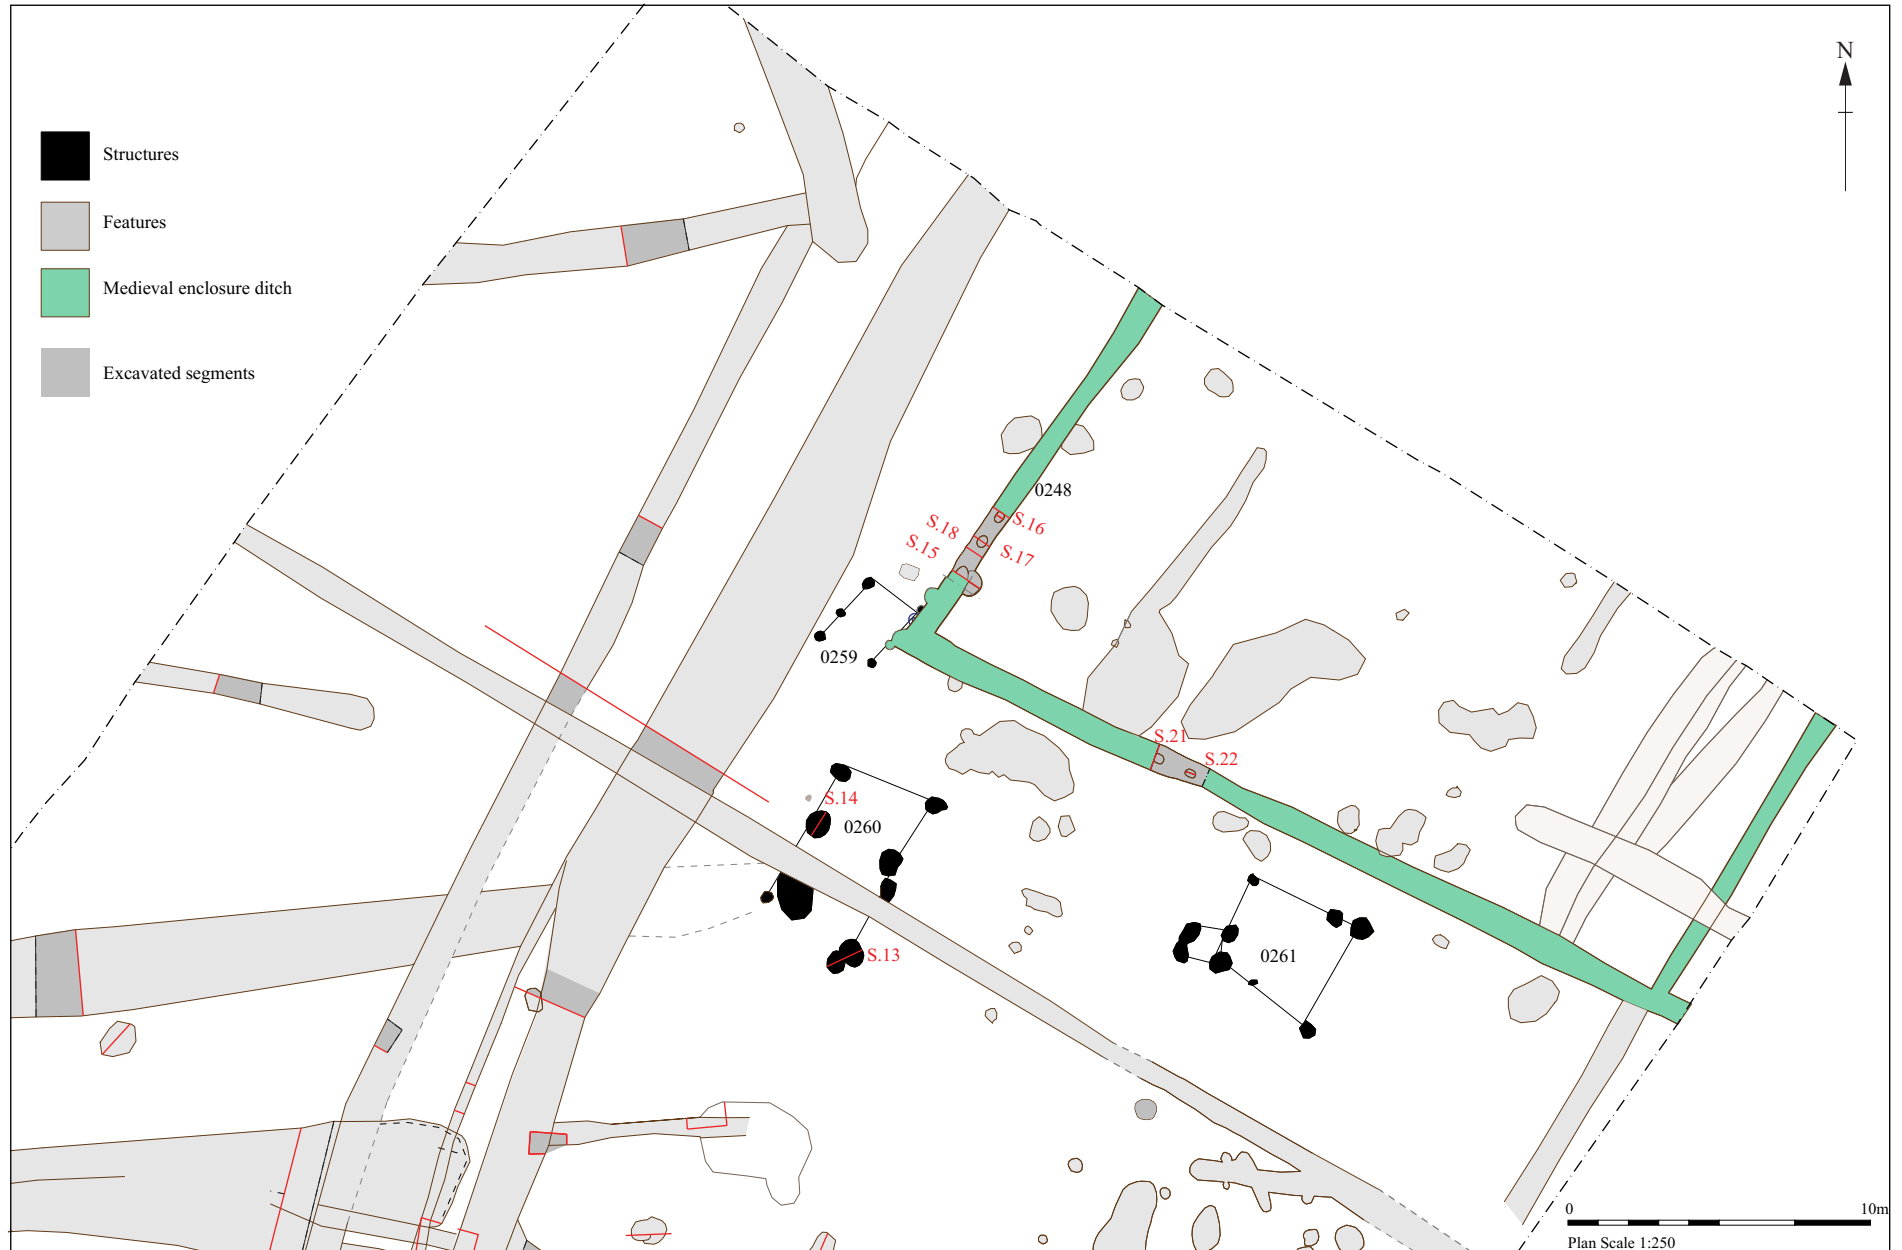 N
Structures
Features
Medieval enclosure ditch
Excavated segments
0248
S.16
S.18
S.17
S.15
0259
S.21
S.22
S.14
0260
S.13
0261
0 10m
Plan Scale 1:250